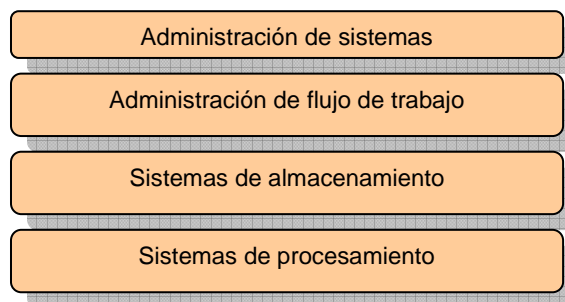 Administración de sistemas
Administración de flujo de trabajo
Sistemas de almacenamiento
Sistemas de procesamiento